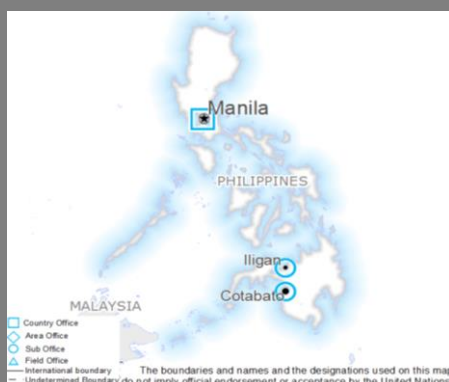 Manila
PHILIPPINES
Iligan
Cotabato
MALAYSIA
Country Office
Area Office
Sub Office
Field Office
International boundary
The boundaries and names and the designations used on this map
Undetermined Boundary do not imply official endorsement or acceptance by the United Nations